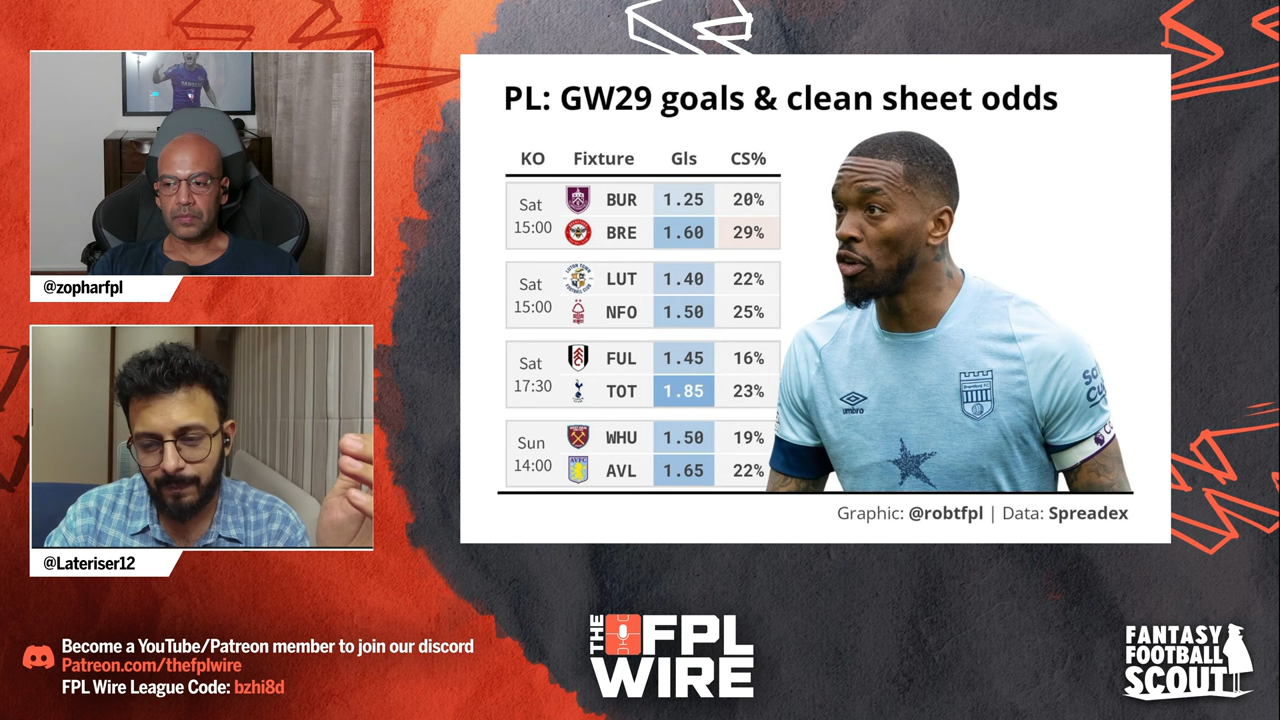 SAMSUNG
@zopharfpl
@Lateriser12
PL: GW29 goals & clean sheet odds
KO Fixture Gls CS%
Sat 15:00
BUR 1.25 20%
BRE 1.60 29%
Sat 15:00
LUT 1.40 22%
NFO 1.50 25%
Sat 17:30
FUL 1.45 16%
TOT 1.85 23%
Sun 14:00
WHU 1.50 19%
AVL 1.65 22%
umbro
Graphic: @robtfpl | Data: Spreadex
Become a YouTube/Patreon member to join our discord
Patreon.com/thefplwire
FPL Wire League Code: bzhi8d
THE FPL
WIRE
FANTASY
FOOTBALL
SCOUT